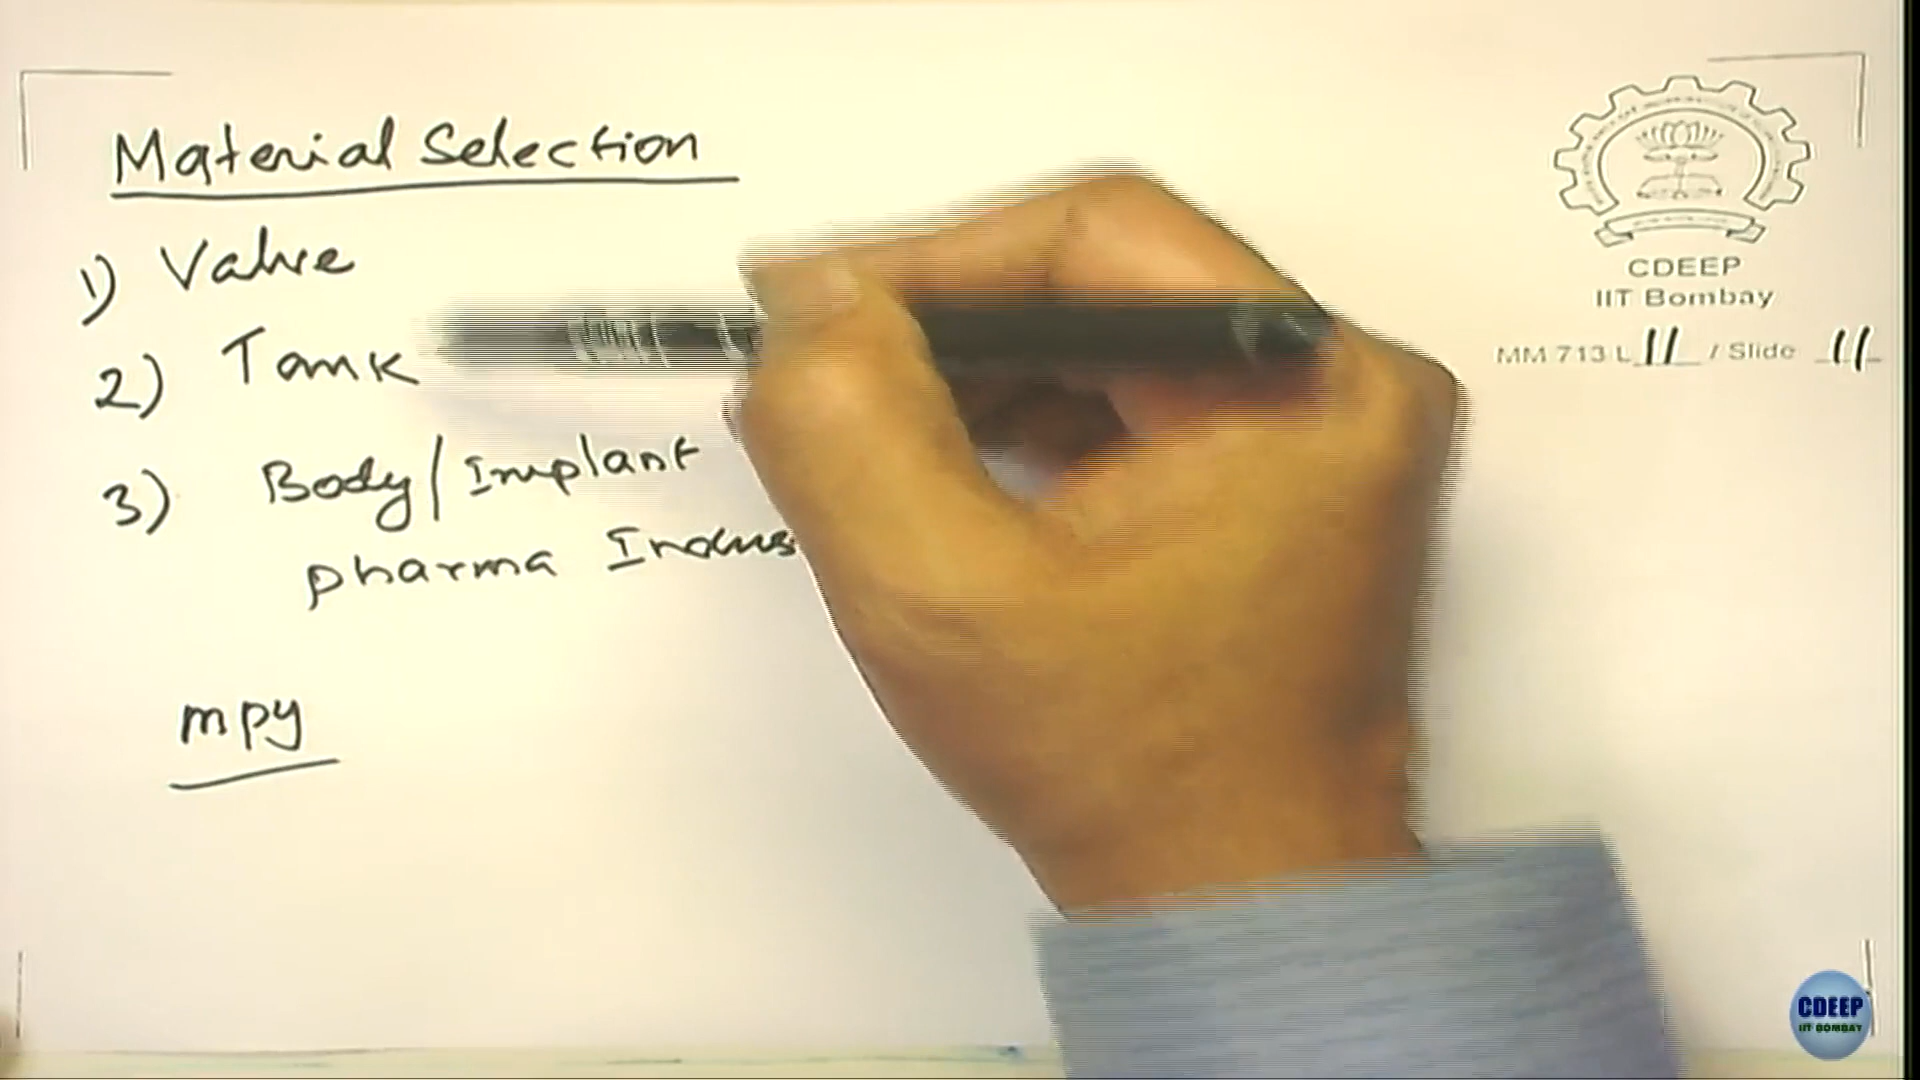 Material Selection
1) Valve
2) Tank
3) Body/Implant
pharma Indus
mpy
CDEEP
IIT Bombay
MM 713 L 11 / Slide 11
CDEEP
IIT BOMBAY